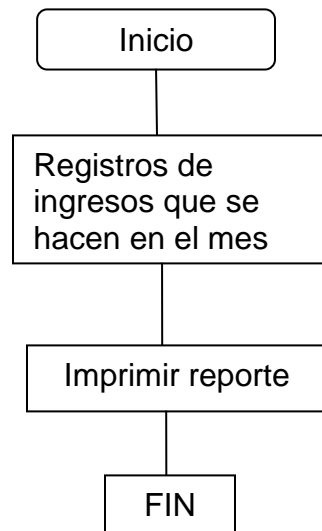 Inicio
Registros de
ingresos que se
hacen en el mes
Imprimir reporte
FIN